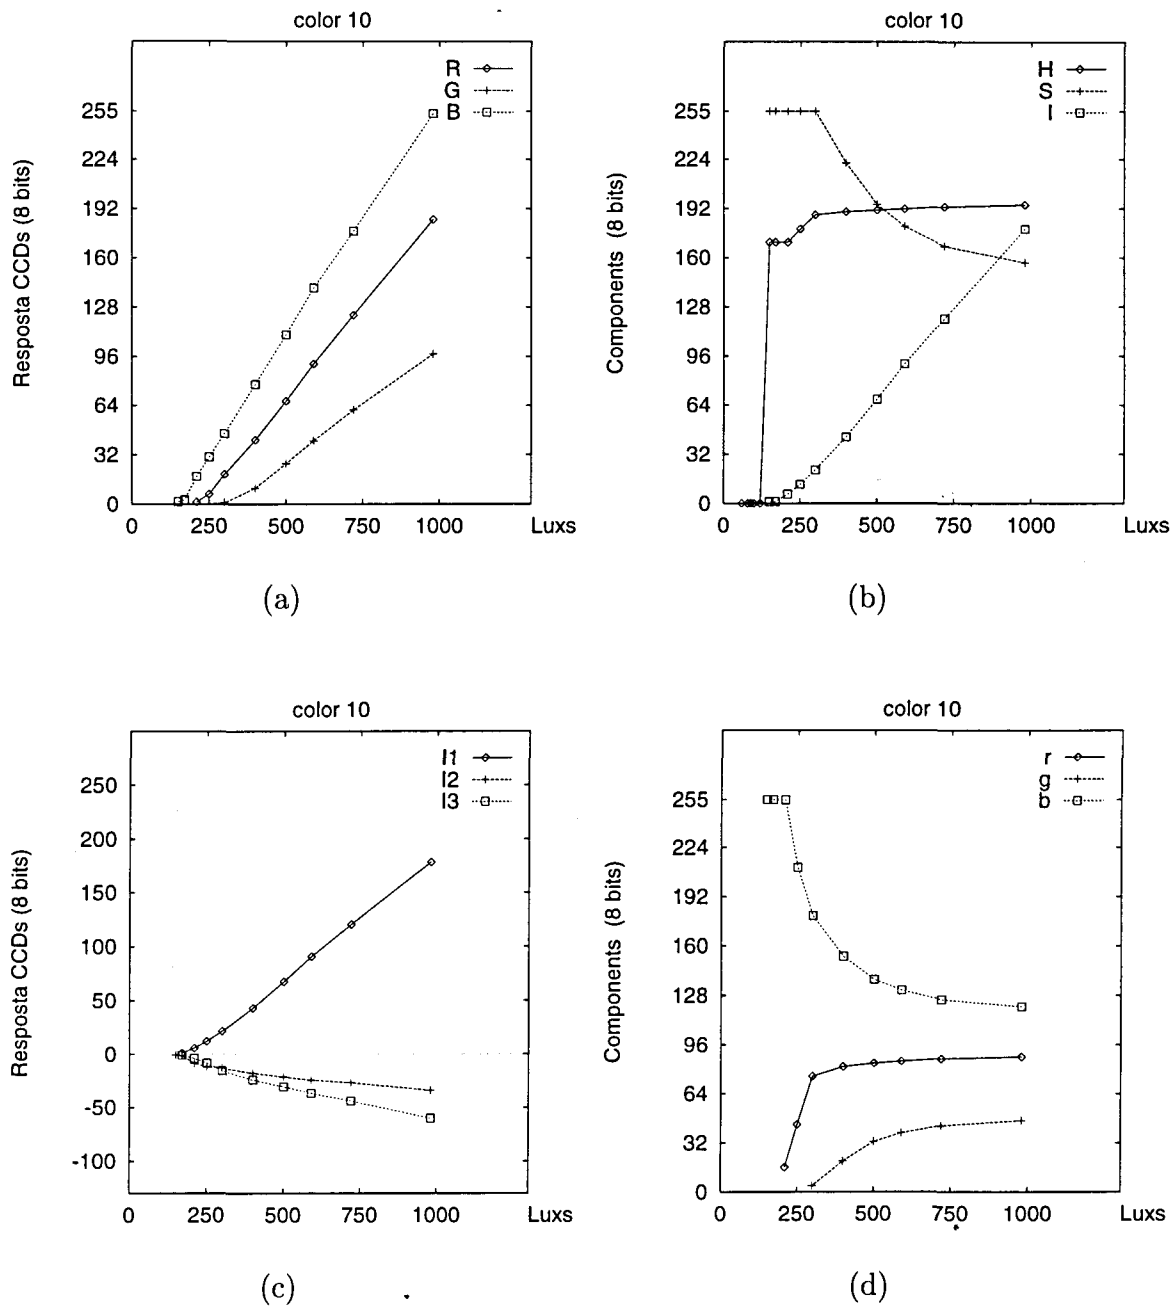 color 10
R
G
B
255
224
192
160
128
96
64
32
0
Resposta CCDs (8 bits)
0 250 500 750 1000 Luxs
(a)
color 10
H
S
I
255
224
192
160
128
96
64
32
0
Components (8 bits)
0 250 500 750 1000 Luxs
(b)
color 10
I1
I2
I3
250
200
150
100
50
0
-50
-100
Resposta CCDs (8 bits)
0 250 500 750 1000 Luxs
(c)
color 10
r
g
b
255
224
192
160
128
96
64
32
0
Components (8 bits)
0 250 500 750 1000 Luxs
(d)